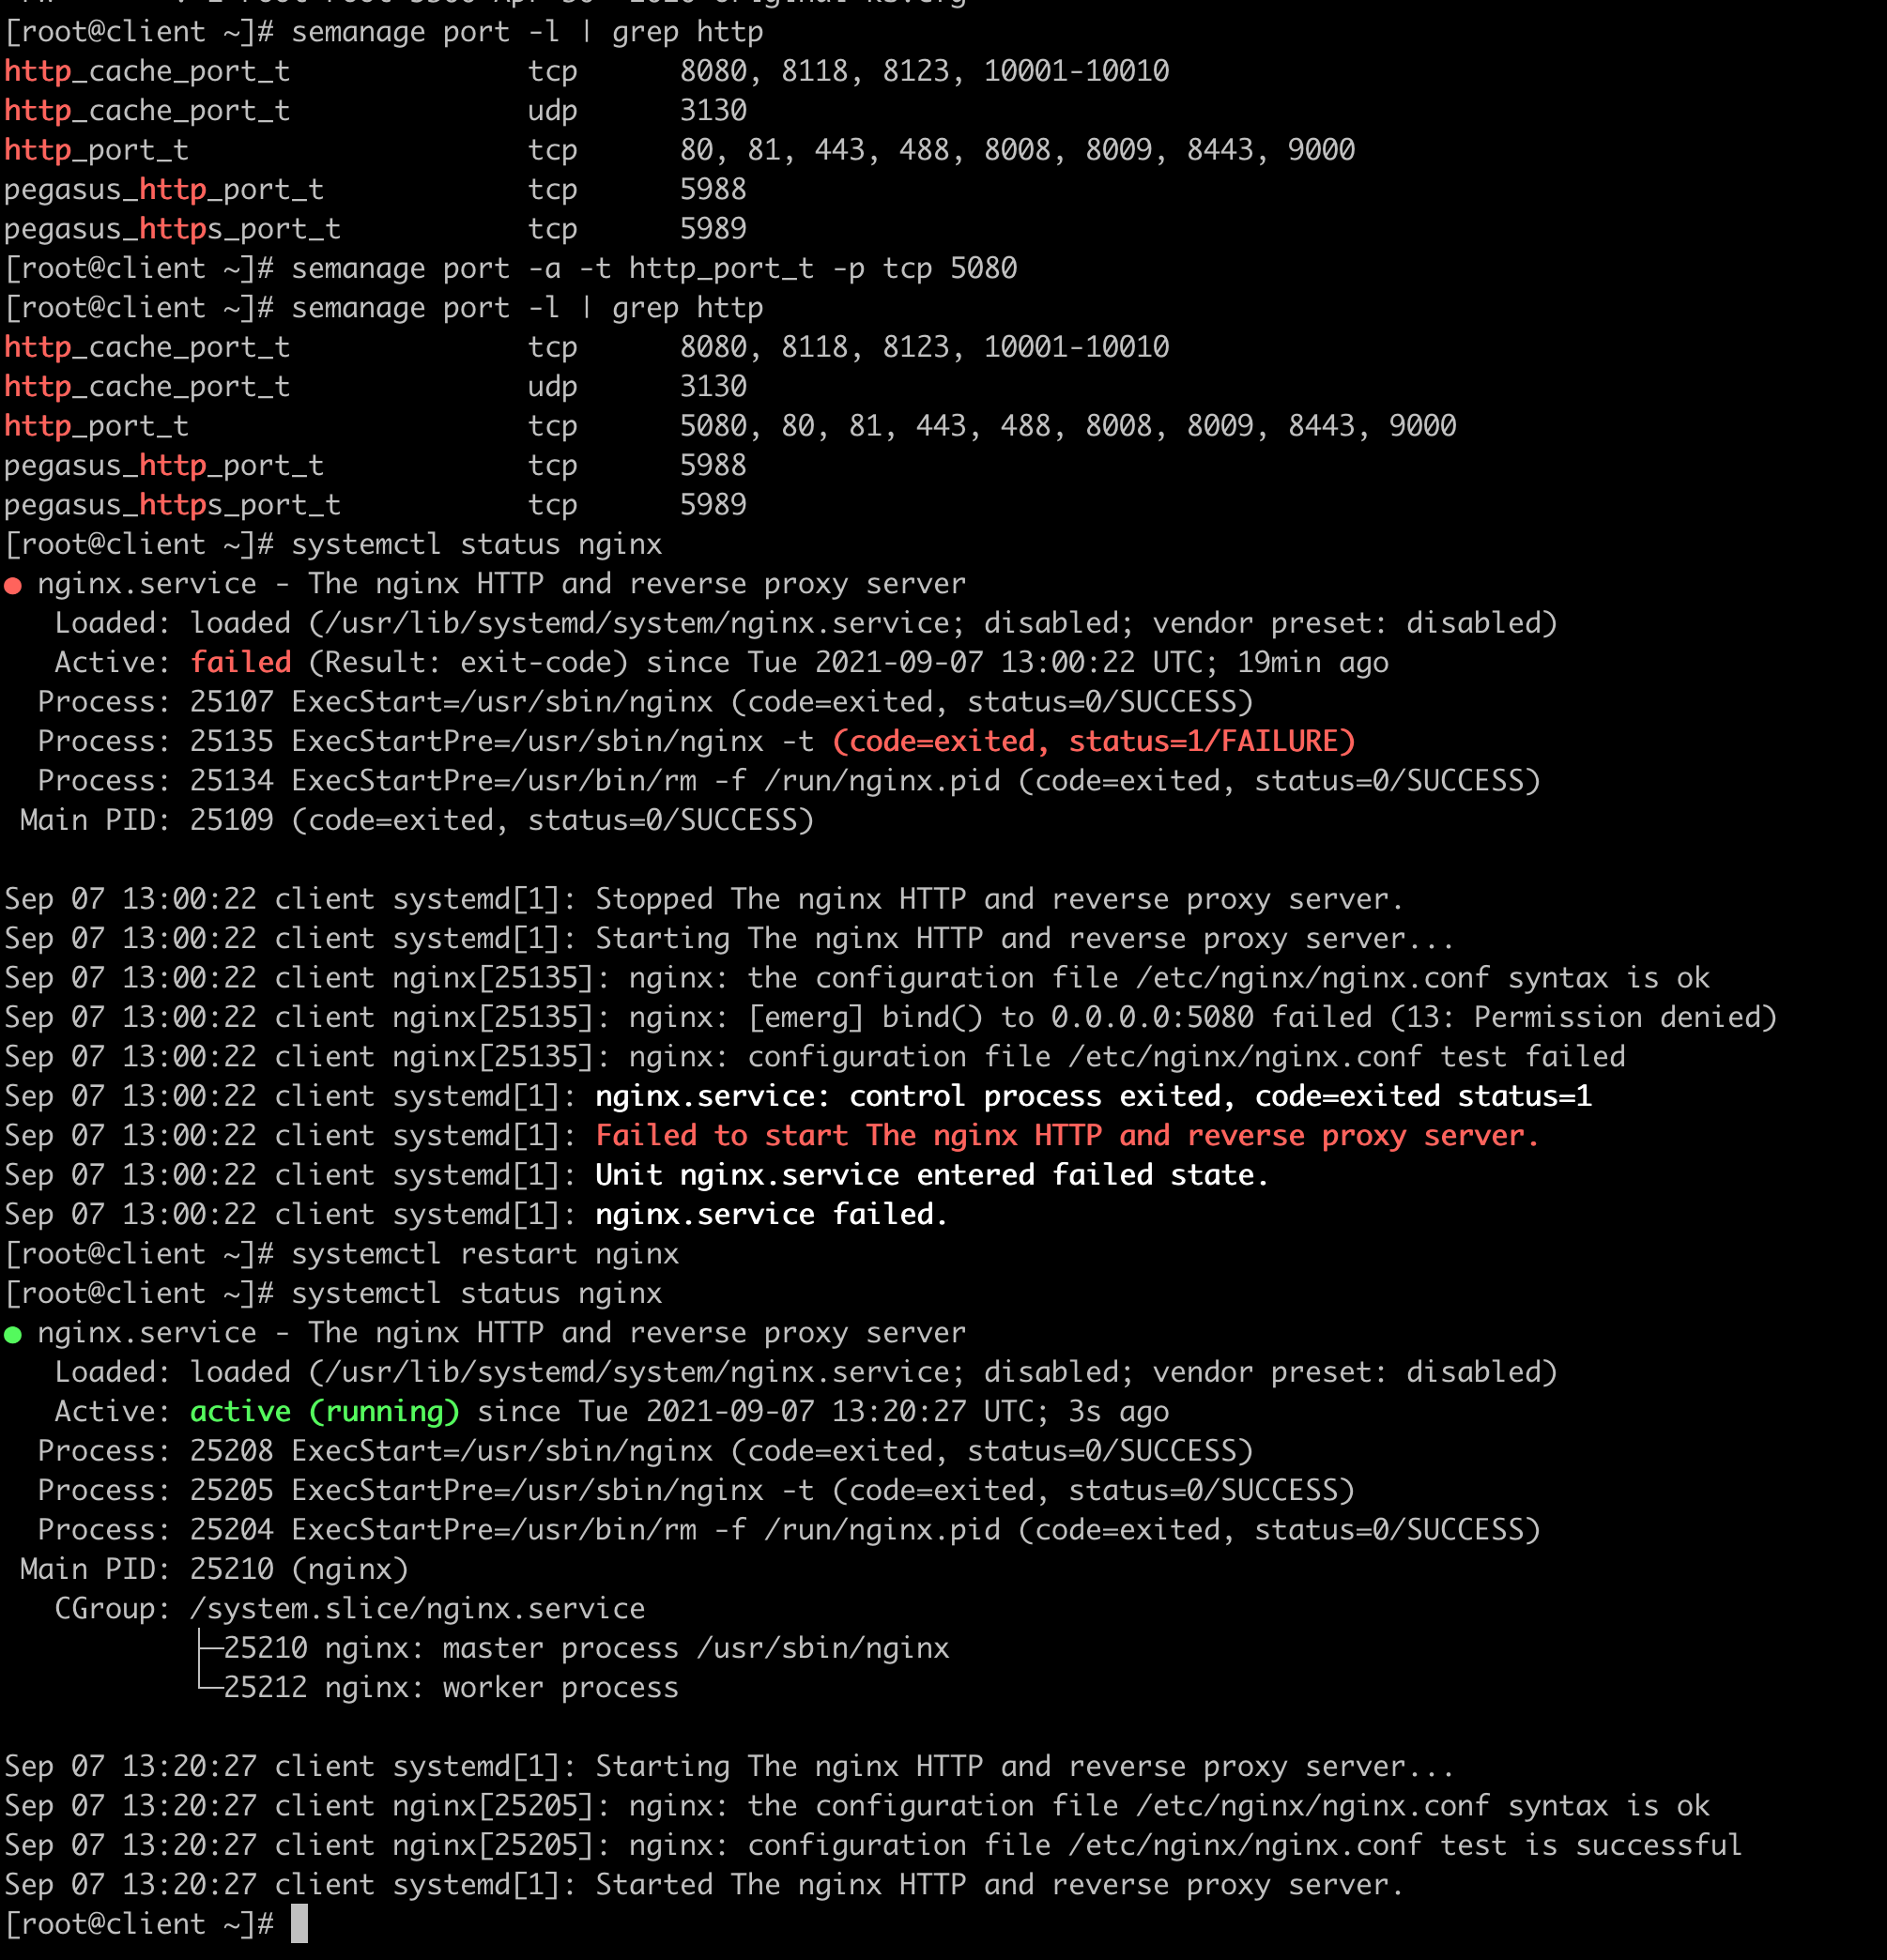 [root@client ~]# semanage port -l | grep http
http_cache_port_t              tcp      8080, 8118, 8123, 10001-10010
http_cache_port_t              udp      3130
http_port_t                    tcp      80, 81, 443, 488, 8008, 8009, 8443, 9000
pegasus_http_port_t            tcp      5988
pegasus_https_port_t           tcp      5989
[root@client ~]# semanage port -a -t http_port_t -p tcp 5080
[root@client ~]# semanage port -l | grep http
http_cache_port_t              tcp      8080, 8118, 8123, 10001-10010
http_cache_port_t              udp      3130
http_port_t                    tcp      5080, 80, 81, 443, 488, 8008, 8009, 8443, 9000
pegasus_http_port_t            tcp      5988
pegasus_https_port_t           tcp      5989
[root@client ~]# systemctl status nginx
● nginx.service - The nginx HTTP and reverse proxy server
   Loaded: loaded (/usr/lib/systemd/system/nginx.service; disabled; vendor preset: disabled)
   Active: failed (Result: exit-code) since Tue 2021-09-07 13:00:22 UTC; 19min ago
  Process: 25107 ExecStart=/usr/sbin/nginx (code=exited, status=0/SUCCESS)
  Process: 25135 ExecStartPre=/usr/sbin/nginx -t (code=exited, status=1/FAILURE)
  Process: 25134 ExecStartPre=/usr/bin/rm -f /run/nginx.pid (code=exited, status=0/SUCCESS)
 Main PID: 25109 (code=exited, status=0/SUCCESS)

Sep 07 13:00:22 client systemd[1]: Stopped The nginx HTTP and reverse proxy server.
Sep 07 13:00:22 client systemd[1]: Starting The nginx HTTP and reverse proxy server...
Sep 07 13:00:22 client nginx[25135]: nginx: the configuration file /etc/nginx/nginx.conf syntax is ok
Sep 07 13:00:22 client nginx[25135]: nginx: [emerg] bind() to 0.0.0.0:5080 failed (13: Permission denied)
Sep 07 13:00:22 client nginx[25135]: nginx: configuration file /etc/nginx/nginx.conf test failed
Sep 07 13:00:22 client systemd[1]: nginx.service: control process exited, code=exited status=1
Sep 07 13:00:22 client systemd[1]: Failed to start The nginx HTTP and reverse proxy server.
Sep 07 13:00:22 client systemd[1]: Unit nginx.service entered failed state.
Sep 07 13:00:22 client systemd[1]: nginx.service failed.
[root@client ~]# systemctl restart nginx
[root@client ~]# systemctl status nginx
● nginx.service - The nginx HTTP and reverse proxy server
   Loaded: loaded (/usr/lib/systemd/system/nginx.service; disabled; vendor preset: disabled)
   Active: active (running) since Tue 2021-09-07 13:20:27 UTC; 3s ago
  Process: 25208 ExecStart=/usr/sbin/nginx (code=exited, status=0/SUCCESS)
  Process: 25205 ExecStartPre=/usr/sbin/nginx -t (code=exited, status=0/SUCCESS)
  Process: 25204 ExecStartPre=/usr/bin/rm -f /run/nginx.pid (code=exited, status=0/SUCCESS)
 Main PID: 25210 (nginx)
   CGroup: /system.slice/nginx.service
           ├─25210 nginx: master process /usr/sbin/nginx
           └─25212 nginx: worker process

Sep 07 13:20:27 client systemd[1]: Starting The nginx HTTP and reverse proxy server...
Sep 07 13:20:27 client nginx[25205]: nginx: the configuration file /etc/nginx/nginx.conf syntax is ok
Sep 07 13:20:27 client nginx[25205]: nginx: configuration file /etc/nginx/nginx.conf test is successful
Sep 07 13:20:27 client systemd[1]: Started The nginx HTTP and reverse proxy server.
[root@client ~]#